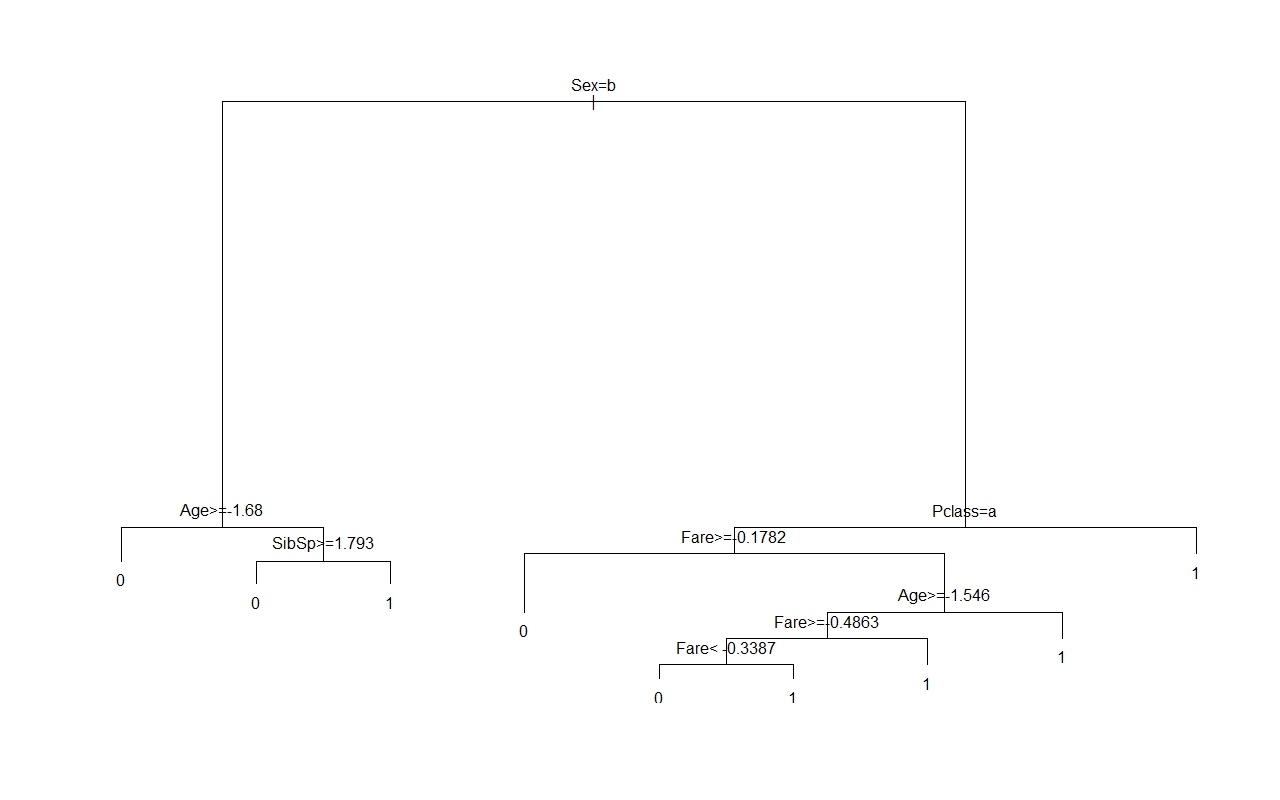 Sex=b
Age>=-1.68
Pclass=a
SibSp>=1.793
Fare>=-0.1782
0
1
0
1
Age>=-1.546
0
Fare>=-0.4863
Fare< -0.3387
1
1
0
1